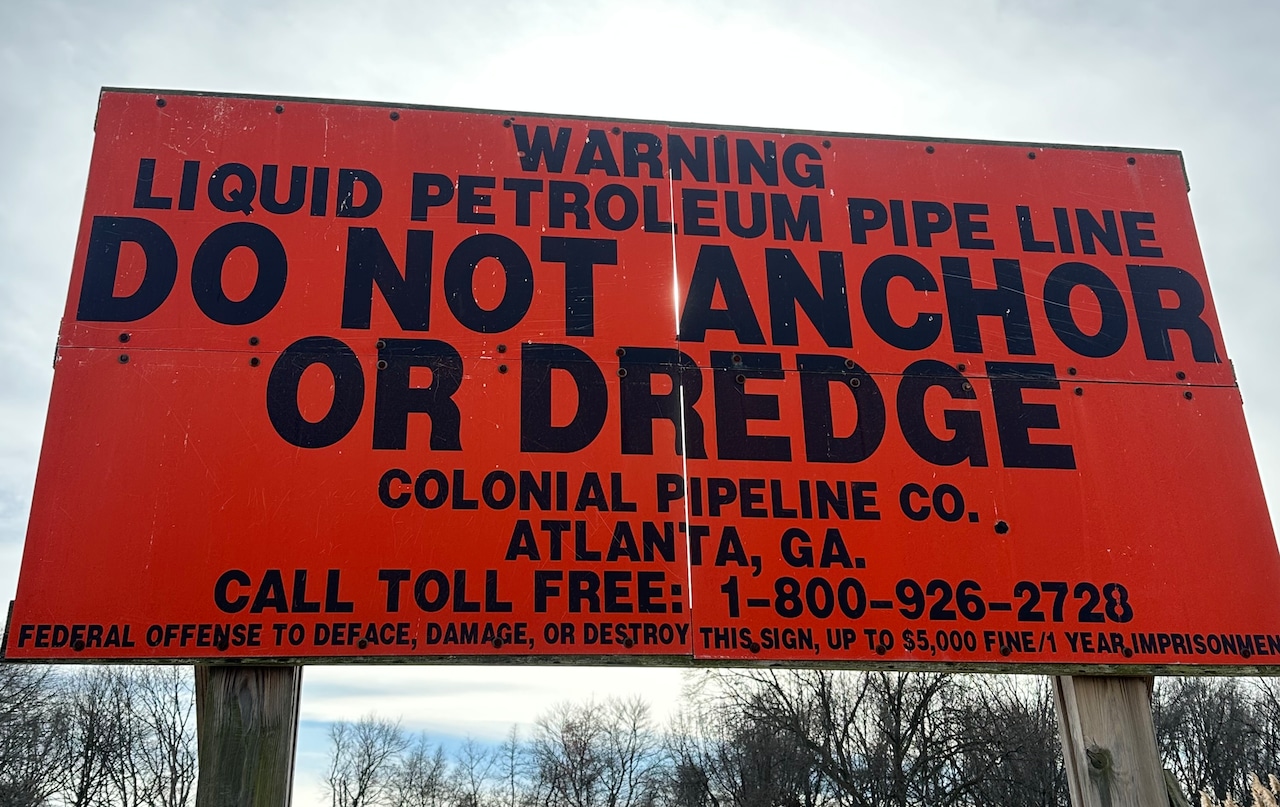 WARNING
LIQUID PETROLEUM PIPE LINE
DO NOT ANCHOR
OR DREDGE
COLONIAL PIPELINE CO.
ATLANTA, GA.
CALL TOLL FREE: 1-800-926-2728
FEDERAL OFFENSE TO DEFACE, DAMAGE, OR DESTROY THIS SIGN, UP TO $5,000 FINE/1 YEAR IMPRISONMEN